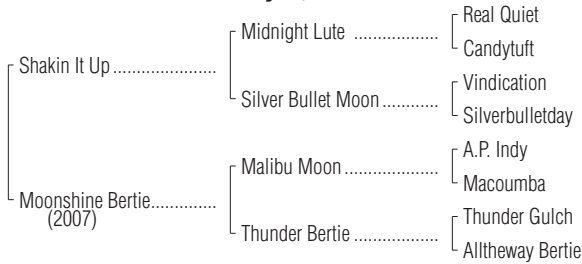 Real Quiet
Midnight Lute ..................
Candytuft
Shakin It Up ......................
Vindication
Silver Bullet Moon ............
Silverbulletday
A.P. Indy
Malibu Moon ....................
Macoumba
Moonshine Bertie...............
(2007)
Thunder Gulch
Thunder Bertie ..................
Alltheway Bertie